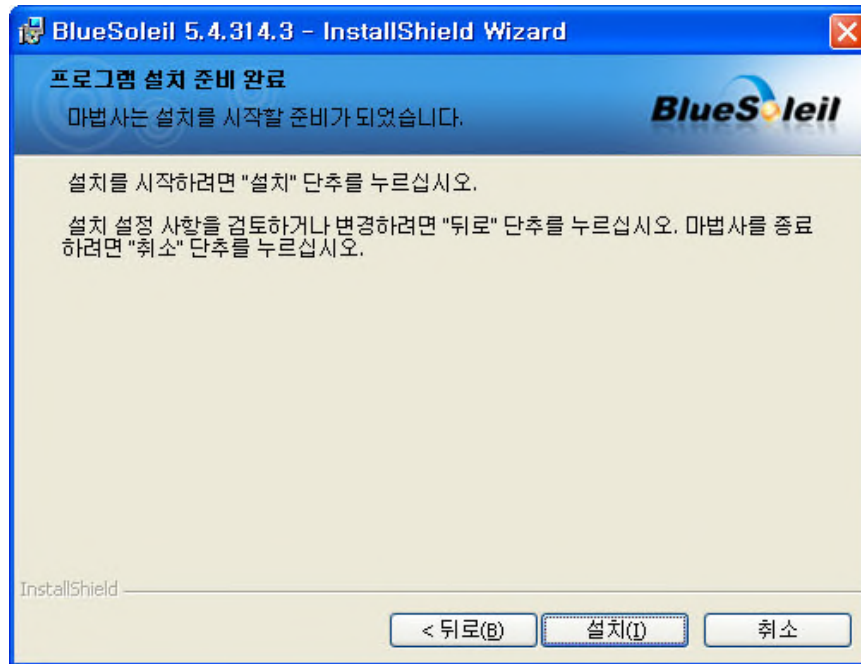 BlueSoleil 5.4.314.3 - InstallShield Wizard
프로그램 설치 준비 완료
마법사는 설치를 시작할 준비가 되었습니다.
BlueSoleil
설치를 시작하려면 "설치" 단추를 누르십시오.
설치 설정 사항을 검토하거나 변경하려면 "뒤로" 단추를 누르십시오. 마법사를 종료
하려면 "취소" 단추를 누르십시오.
InstallShield
< 뒤로(B) 설치(I) 취소